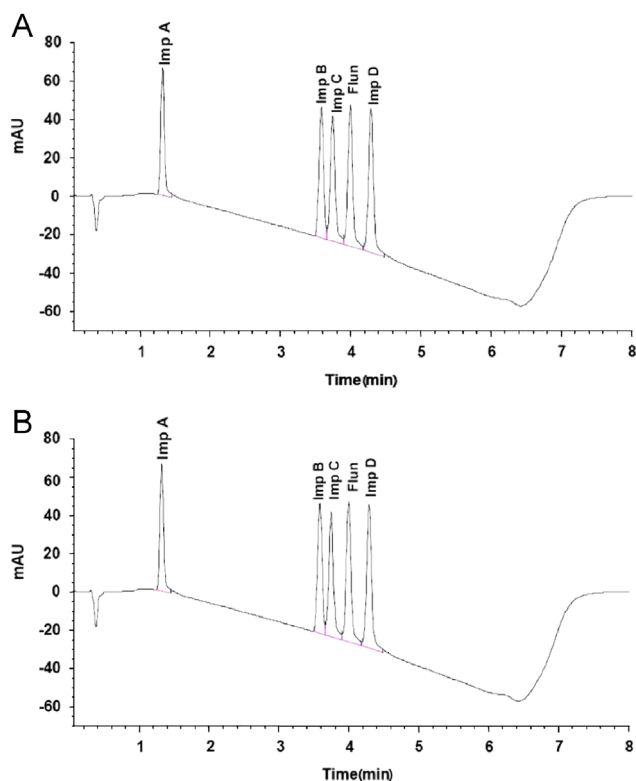 A
Imp A
Imp B
Imp C
Flun
Imp D
mAU
80
60
40
20
0
-20
-40
-60
1 2 3 4 5 6 7 8
Time(min)
B
Imp A
Imp B
Imp C
Flun
Imp D
mAU
80
60
40
20
0
-20
-40
-60
1 2 3 4 5 6 7 8
Time(min)